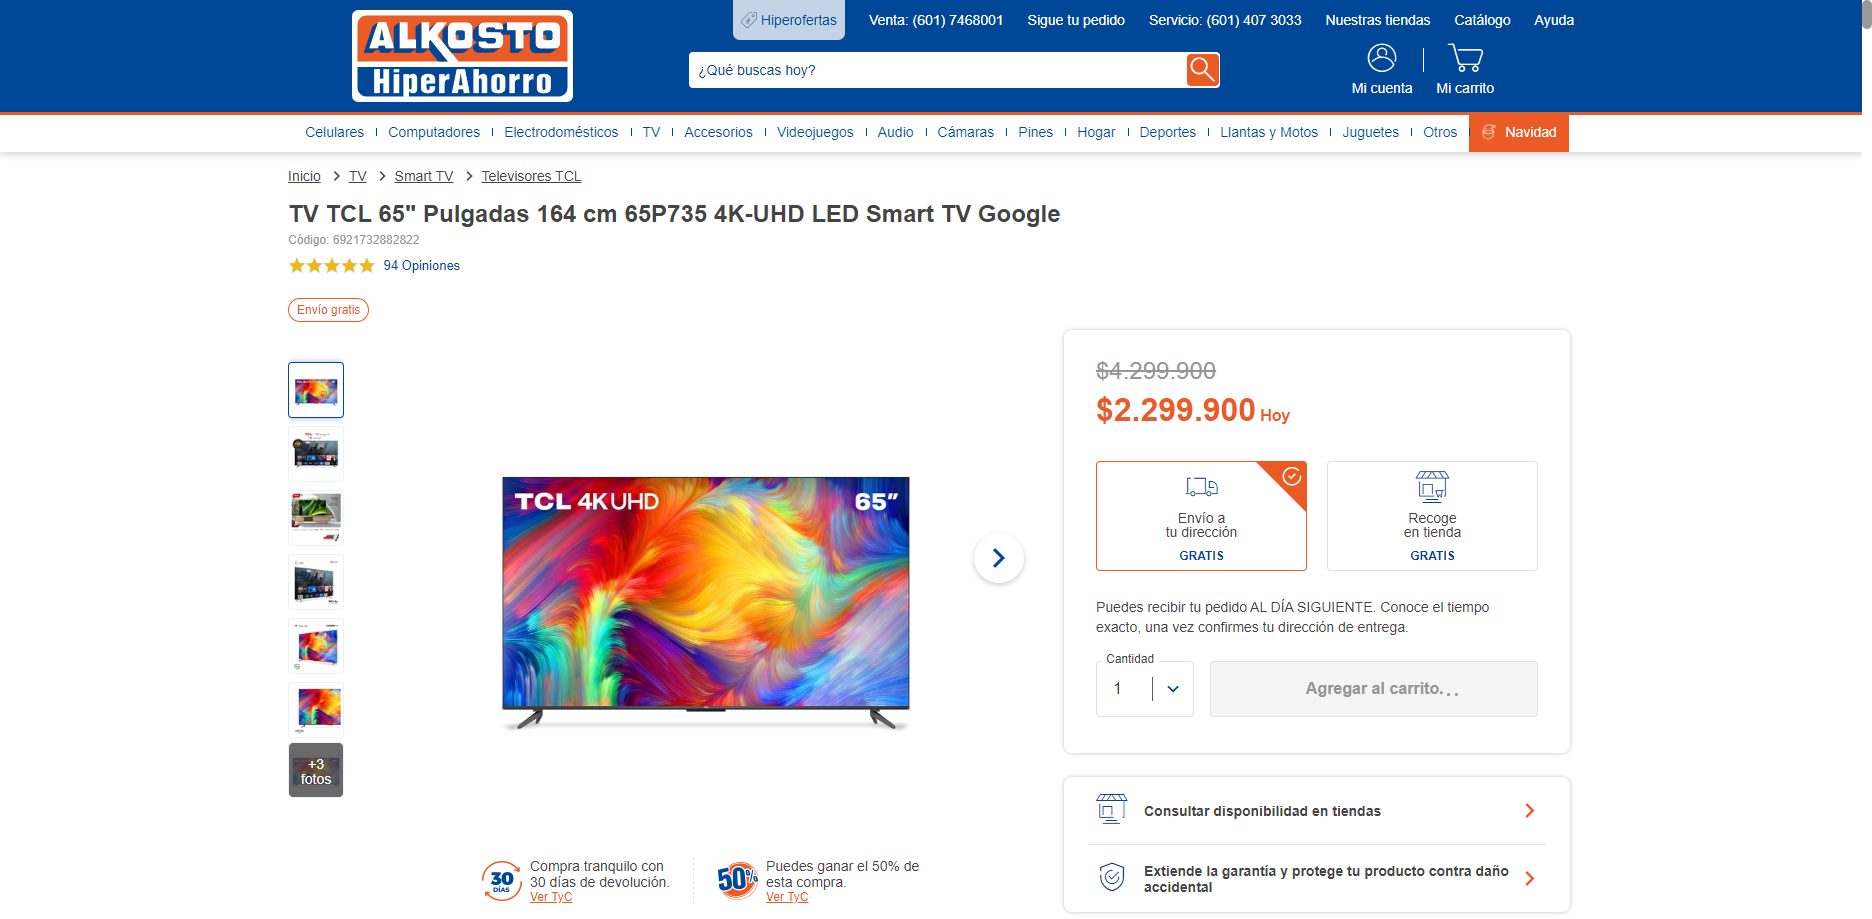 ALKOSTO
HiperAhorro
Hiperofertas
Venta: (601) 7468001
Sigue tu pedido
Servicio: (601) 407 3033
Nuestras tiendas
Catálogo
Ayuda
¿Qué buscas hoy?
Mi cuenta
Mi carrito
Celulares
Computadores
Electrodomésticos
TV
Accesorios
Videojuegos
Audio
Cámaras
Pines
Hogar
Deportes
Llantas y Motos
Juguetes
Otros
Navidad
Inicio
TV
Smart TV
Televisores TCL
TV TCL 65" Pulgadas 164 cm 65P735 4K-UHD LED Smart TV Google
Código: 6921732882822
94 Opiniones
Envío gratis
+3
fotos
TCL 4K UHD
65”
$4.299.900
$2.299.900 Hoy
Envío a
tu dirección
GRATIS
Recoge
en tienda
GRATIS
Puedes recibir tu pedido AL DÍA SIGUIENTE. Conoce el tiempo
exacto, una vez confirmes tu dirección de entrega.
Cantidad
1
Agregar al carrito...
Consultar disponibilidad en tiendas
Extiende la garantía y protege tu producto contra daño
accidental
30
DÍAS
Compra tranquilo con
30 días de devolución.
Ver TyC
50%
Puedes ganar el 50% de
esta compra.
Ver TyC